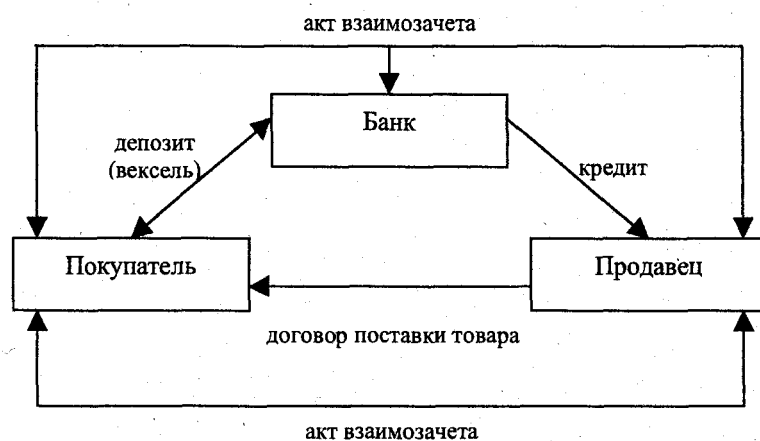 акт взаимозачета
Банк
депозит
(вексель)
кредит
Покупатель
Продавец
договор поставки товара
акт взаимозачета